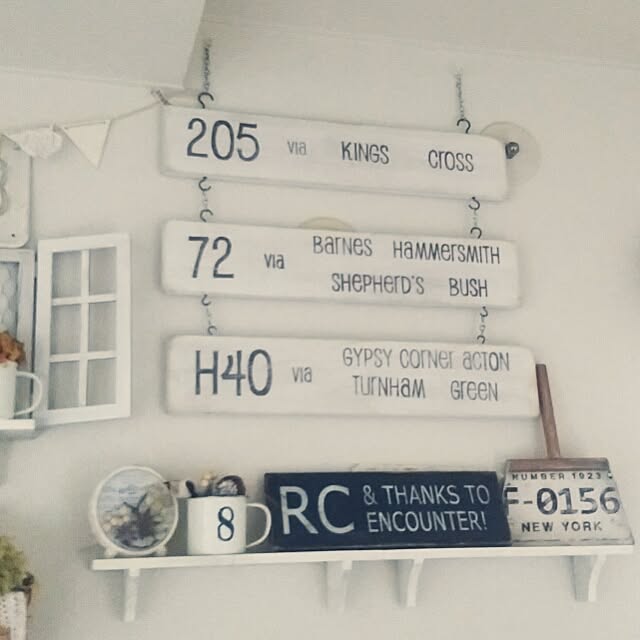 205 via KINGS CROSS
72 via BARNES HAMMERSMITH
SHEPHERD'S BUSH
H40 via GYPSY CORNER ACTON
TURNHAM GREEN
8
RC & THANKS TO
ENCOUNTER!
NUMBER.1923
F-0156
NEW YORK